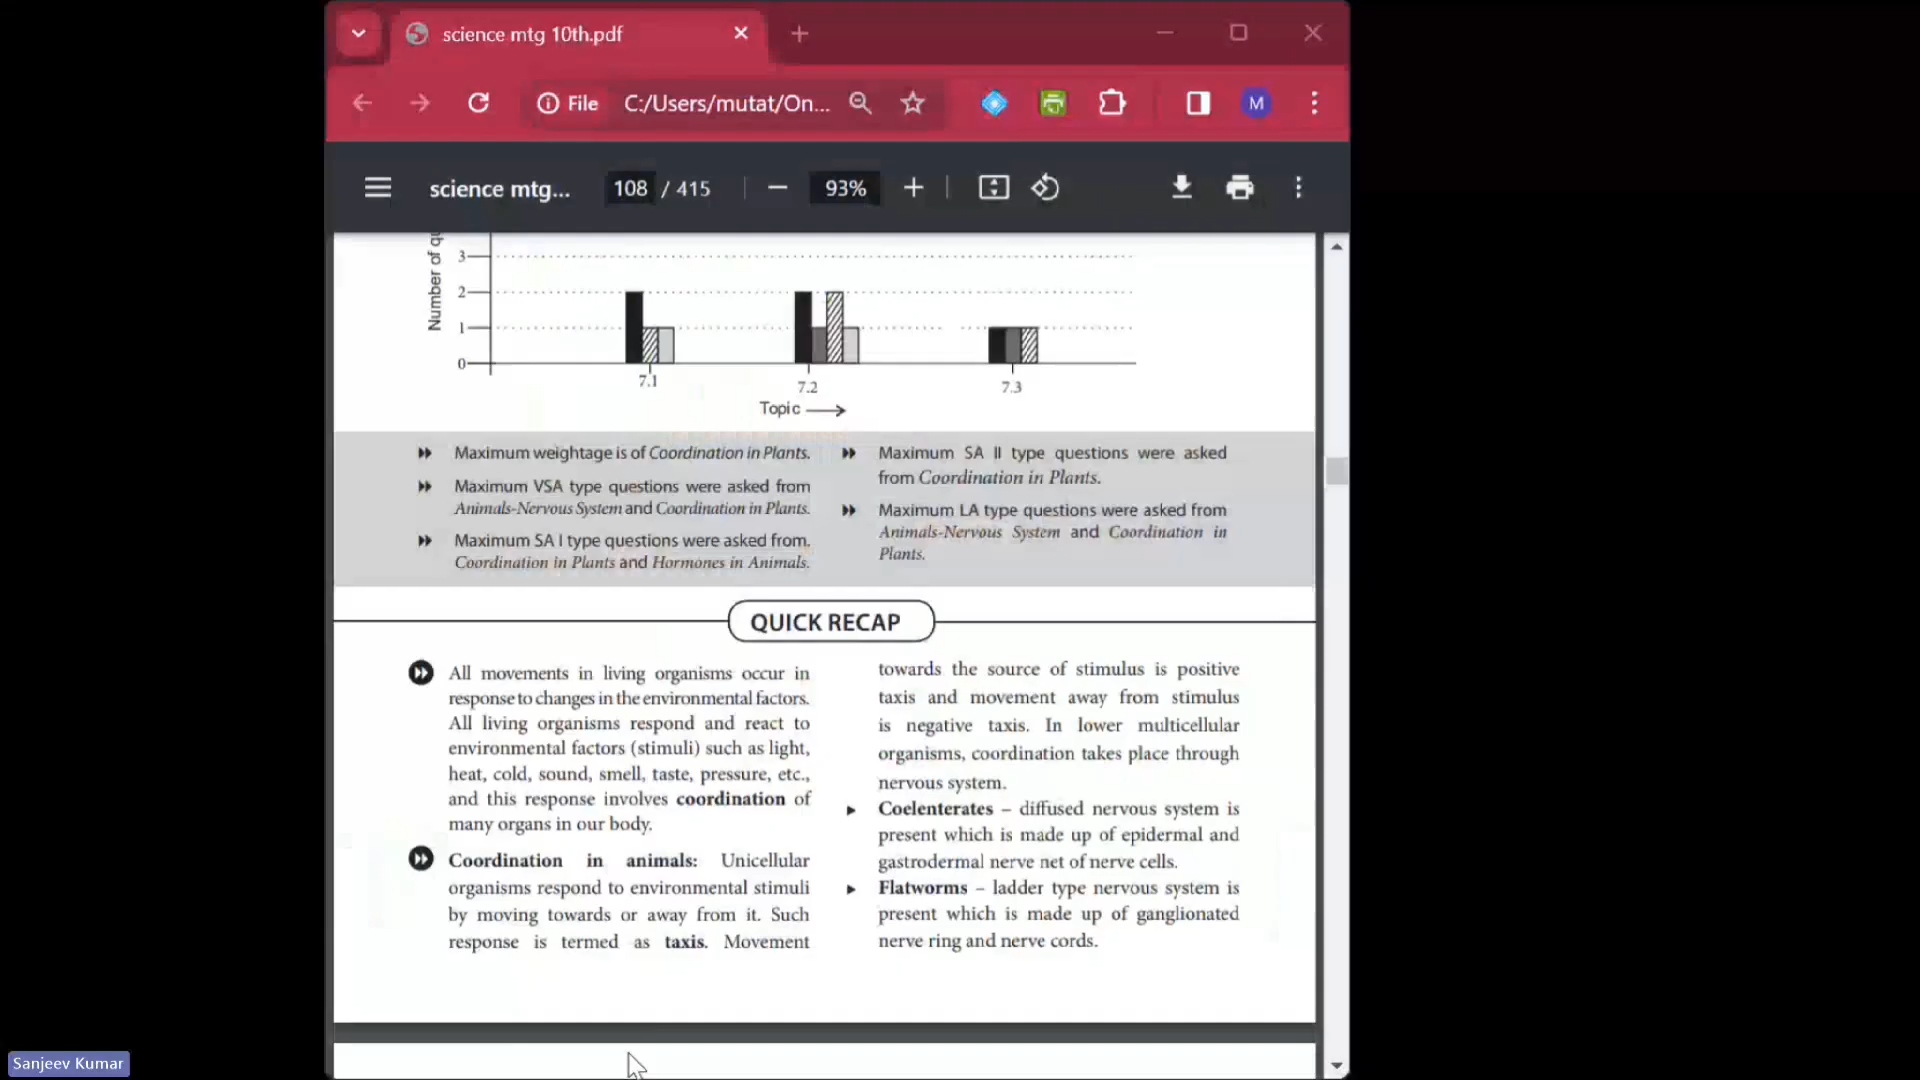 science mtg 10th.pdf
File C:/Users/mutat/On...
M
science mtg... 108 / 415 93%
Number of qu
3
2
1
0
7.1 7.2 7.3
Topic
Maximum weightage is of Coordination in Plants.
Maximum VSA type questions were asked from
Animals-Nervous System and Coordination in Plants.
Maximum SA I type questions were asked from.
Coordination in Plants and Hormones in Animals.
Maximum SA II type questions were asked
from Coordination in Plants.
Maximum LA type questions were asked from
Animals-Nervous System and Coordination in
Plants.
QUICK RECAP
All movements in living organisms occur in
response to changes in the environmental factors.
All living organisms respond and react to
environmental factors (stimuli) such as light,
heat, cold, sound, smell, taste, pressure, etc.,
and this response involves coordination of
many organs in our body.
Coordination in animals: Unicellular
organisms respond to environmental stimuli
by moving towards or away from it. Such
response is termed as taxis. Movement
towards the source of stimulus is positive
taxis and movement away from stimulus
is negative taxis. In lower multicellular
organisms, coordination takes place through
nervous system.
Coelenterates – diffused nervous system is
present which is made up of epidermal and
gastrodermal nerve net of nerve cells.
Flatworms – ladder type nervous system is
present which is made up of ganglionated
nerve ring and nerve cords.
Sanjeev Kumar